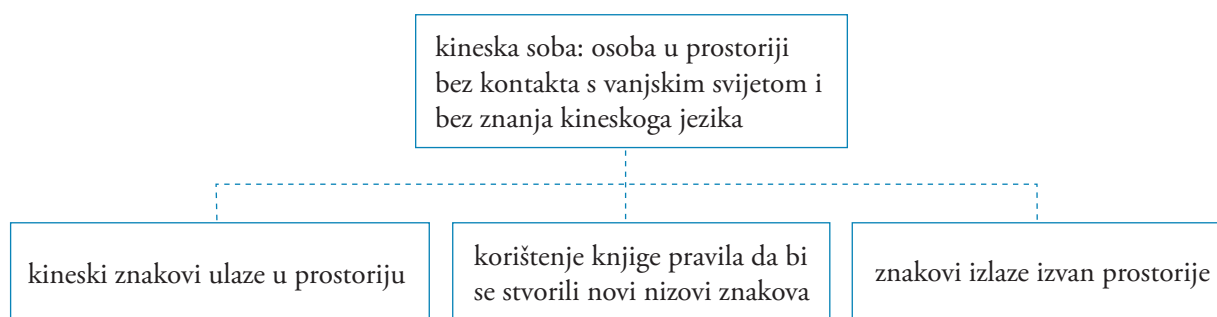 kineska soba: osoba u prostoriji
bez kontakta s vanjskim svijetom i
bez znanja kineskoga jezika
kineski znakovi ulaze u prostoriju
korištenje knjige pravila da bi
se stvorili novi nizovi znakova
znakovi izlaze izvan prostorije